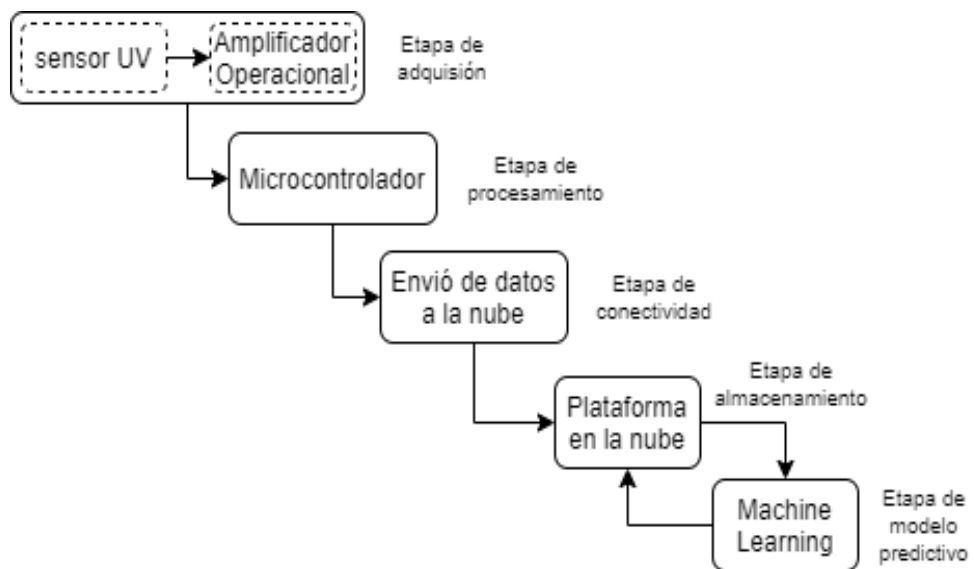 sensor UV
Amplificador
Operacional
Etapa de
adquisión
Microcontrolador
Etapa de
procesamiento
Envió de datos
a la nube
Etapa de
conectividad
Plataforma
en la nube
Etapa de
almacenamiento
Machine
Learning
Etapa de
modelo
predictivo